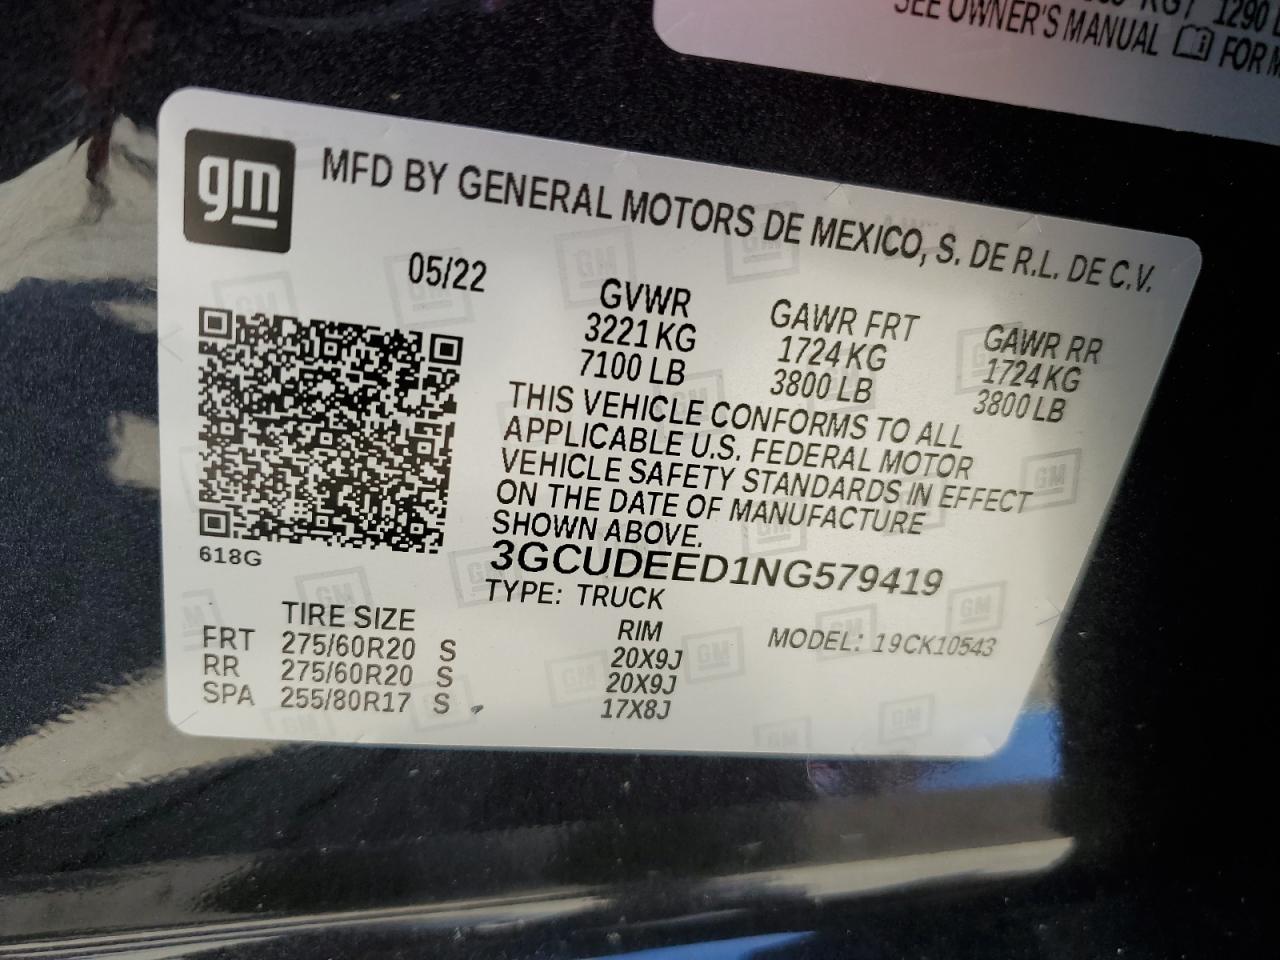 KG 1290
SEE OWNER'S MANUAL FOR
gm
MFD BY GENERAL MOTORS DE MEXICO, S. DE R.L. DE C.V.
05/22
GVWR GAWR FRT GAWR RR
3221 KG 1724 KG 1724 KG
7100 LB 3800 LB 3800 LB
THIS VEHICLE CONFORMS TO ALL
APPLICABLE U.S. FEDERAL MOTOR
VEHICLE SAFETY STANDARDS IN EFFECT
ON THE DATE OF MANUFACTURE
SHOWN ABOVE.
618G
3GCUDEED1NG579419
TYPE: TRUCK
TIRE SIZE RIM MODEL: 19CK10543
FRT 275/60R20 S 20X9J
RR 275/60R20 S 20X9J
SPA 255/80R17 S 17X8J